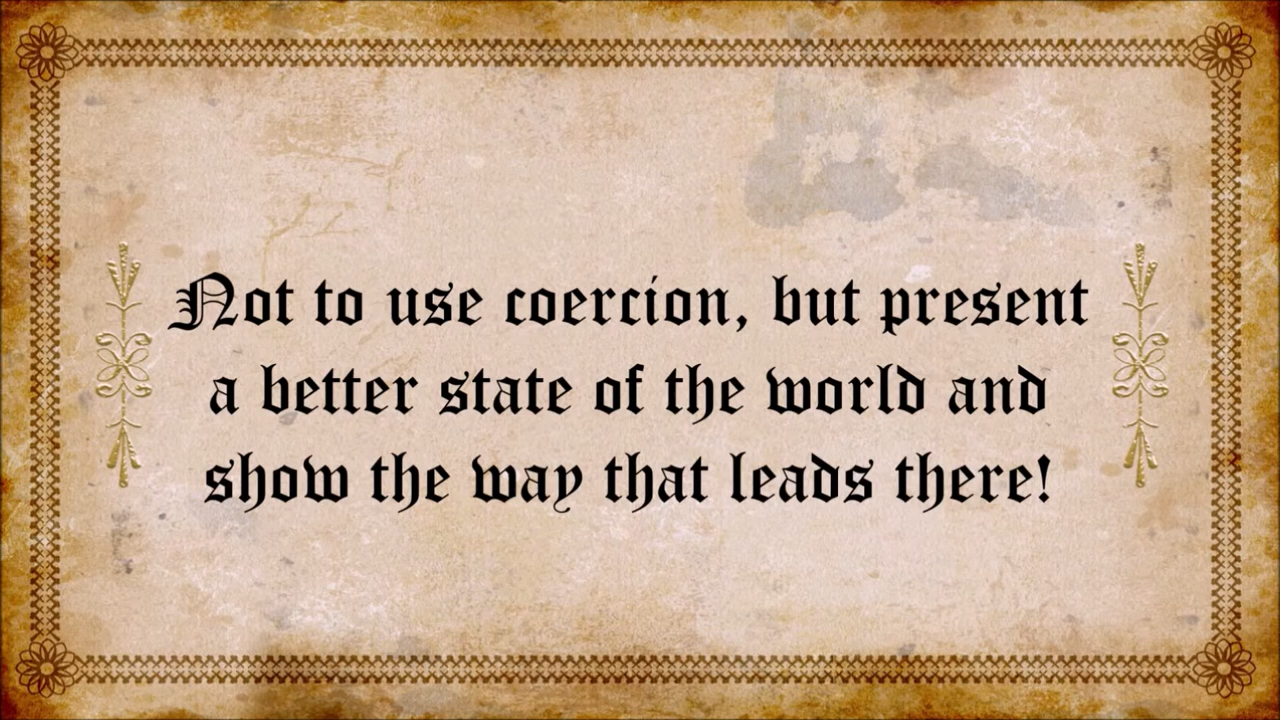 Not to use coercion, but present
a better state of the world and
show the way that leads there!